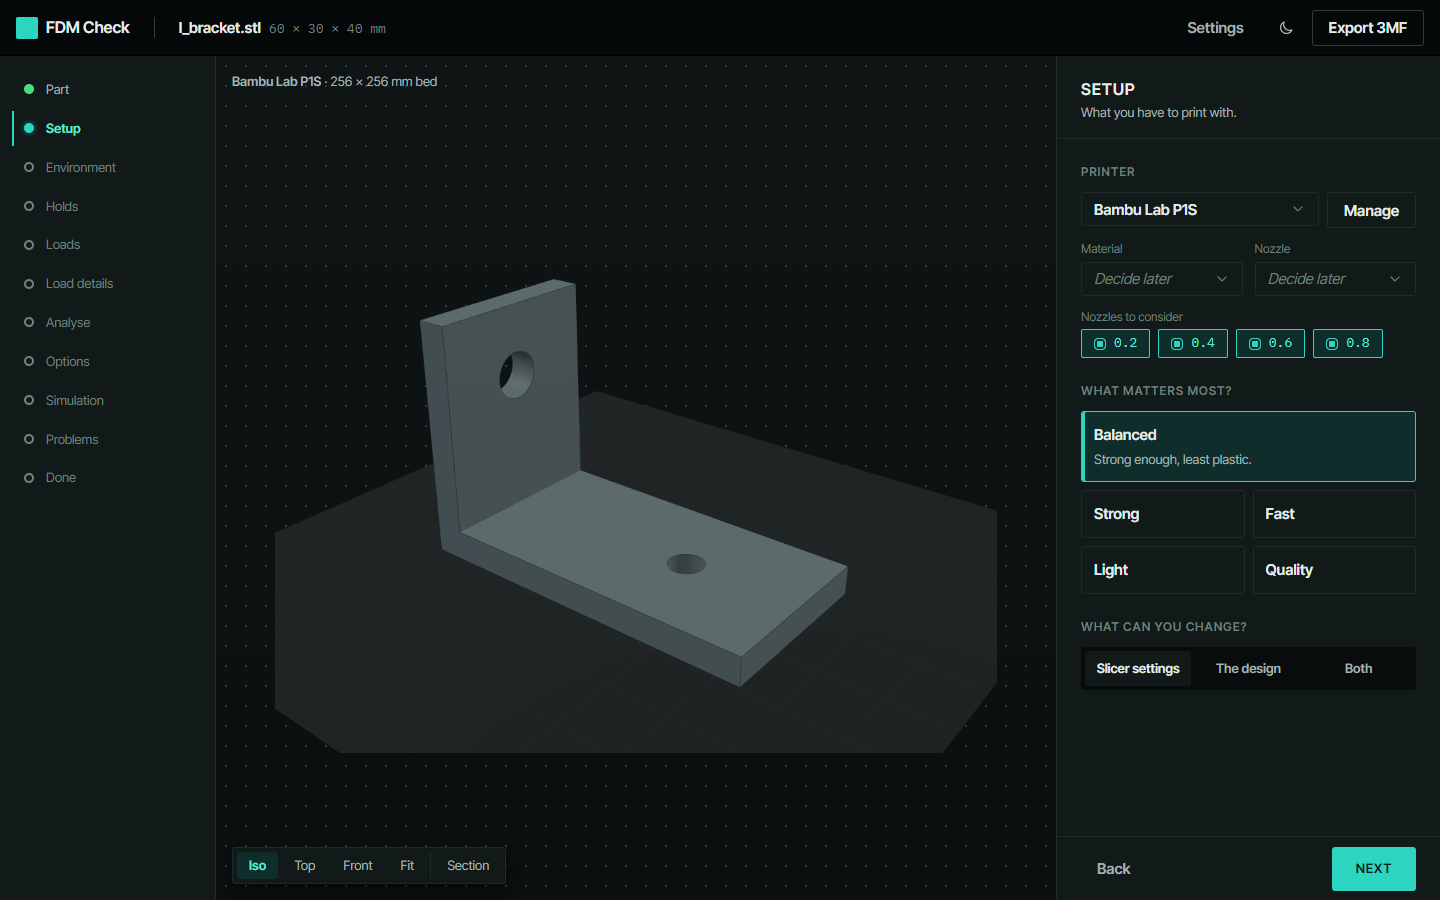 FDM Check
l_bracket.stl 60 × 30 × 40 mm
Settings
Export 3MF
Part
Setup
Environment
Holds
Loads
Load details
Analyse
Options
Simulation
Problems
Done
Bambu Lab P1S · 256 × 256 mm bed
Iso Top Front Fit Section
SETUP
What you have to print with.
PRINTER
Bambu Lab P1S
Manage
Material Nozzle
Decide later Decide later
Nozzles to consider
0.2 0.4 0.6 0.8
WHAT MATTERS MOST?
Balanced
Strong enough, least plastic.
Strong Fast
Light Quality
WHAT CAN YOU CHANGE?
Slicer settings The design Both
Back NEXT